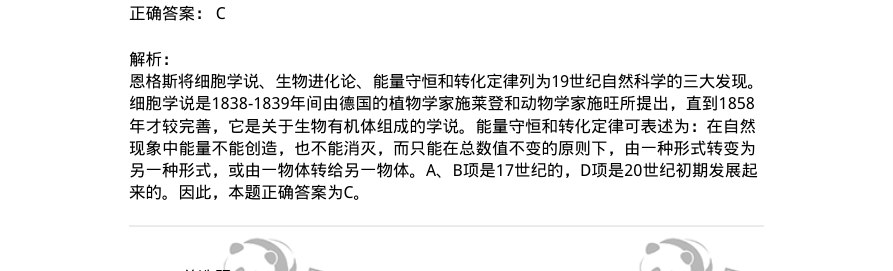 正确答案： C
解析：
恩格斯将细胞学说、生物进化论、能量守恒和转化定律列为19世纪自然科学的三大发现。
细胞学说是1838-1839年间由德国的植物学家施莱登和动物学家施旺所提出，直到1858
年才较完善，它是关于生物有机体组成的学说。能量守恒和转化定律可表述为：在自然
现象中能量不能创造，也不能消灭，而只能在总数值不变的原则下，由一种形式转变为
另一种形式，或由一物体转给另一物体。A、B项是17世纪的，D项是20世纪初期发展起
来的。因此，本题正确答案为C。